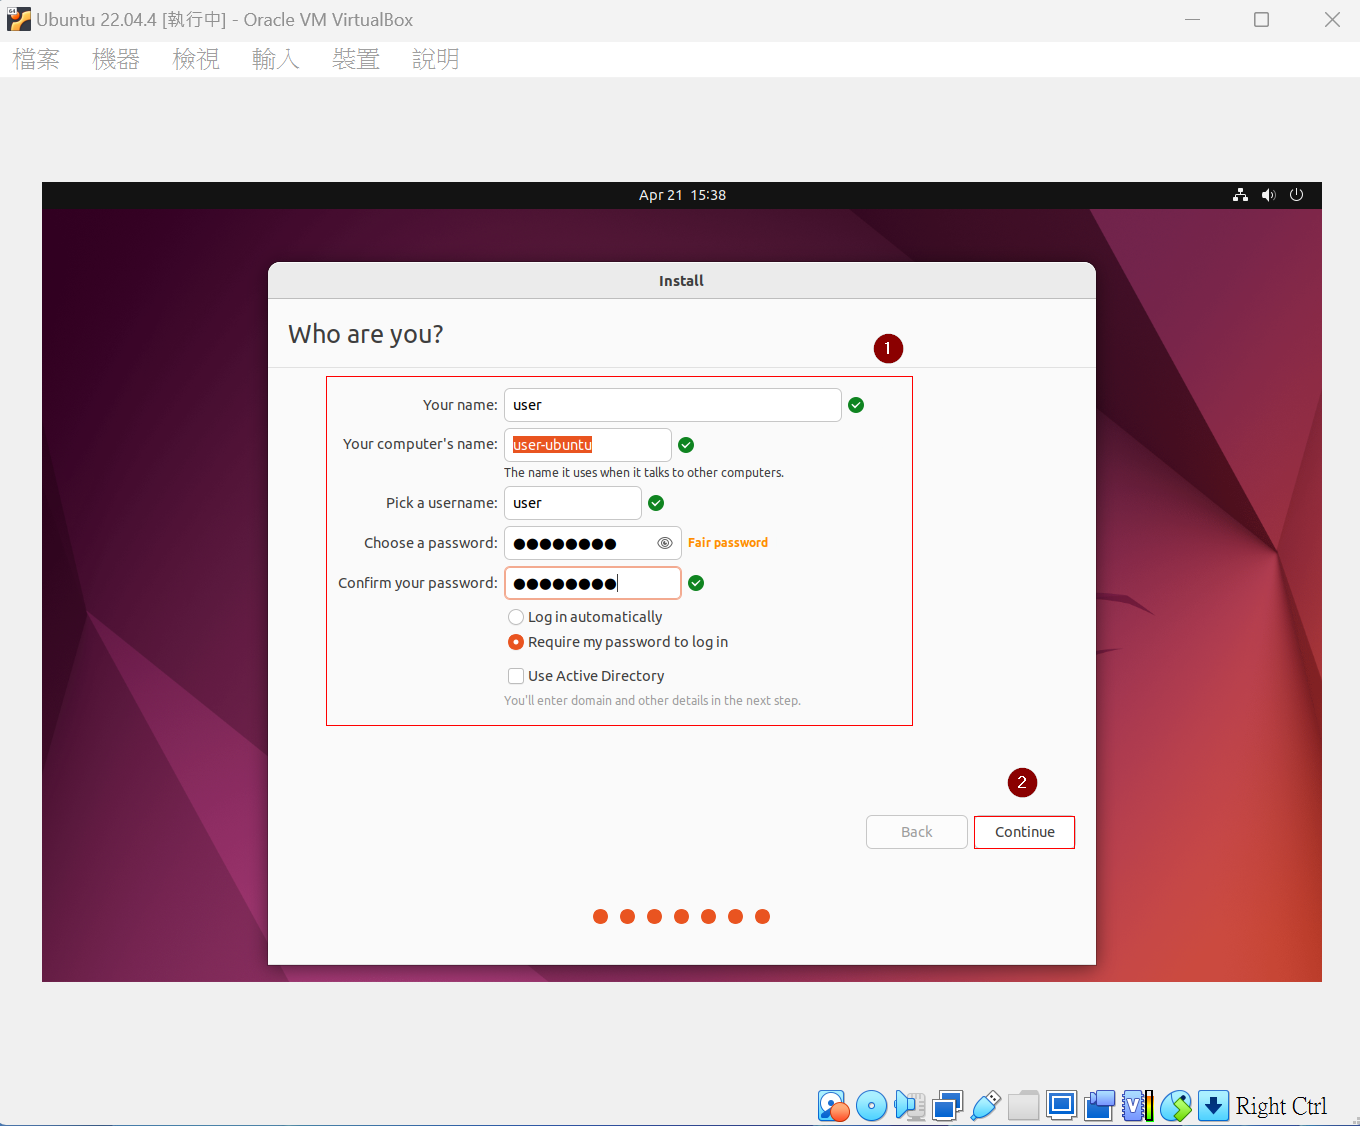 Ubuntu 22.04.4 [執行中] - Oracle VM VirtualBox
檔案 機器 檢視 輸入 裝置 說明
Apr 21 15:38
Install
Who are you?
1
Your name: user
Your computer's name: user-ubuntu
The name it uses when it talks to other computers.
Pick a username: user
Choose a password: ●●●●●●●● Fair password
Confirm your password: ●●●●●●●●
Log in automatically
Require my password to log in
Use Active Directory
You'll enter domain and other details in the next step.
2
Back Continue
Right Ctrl